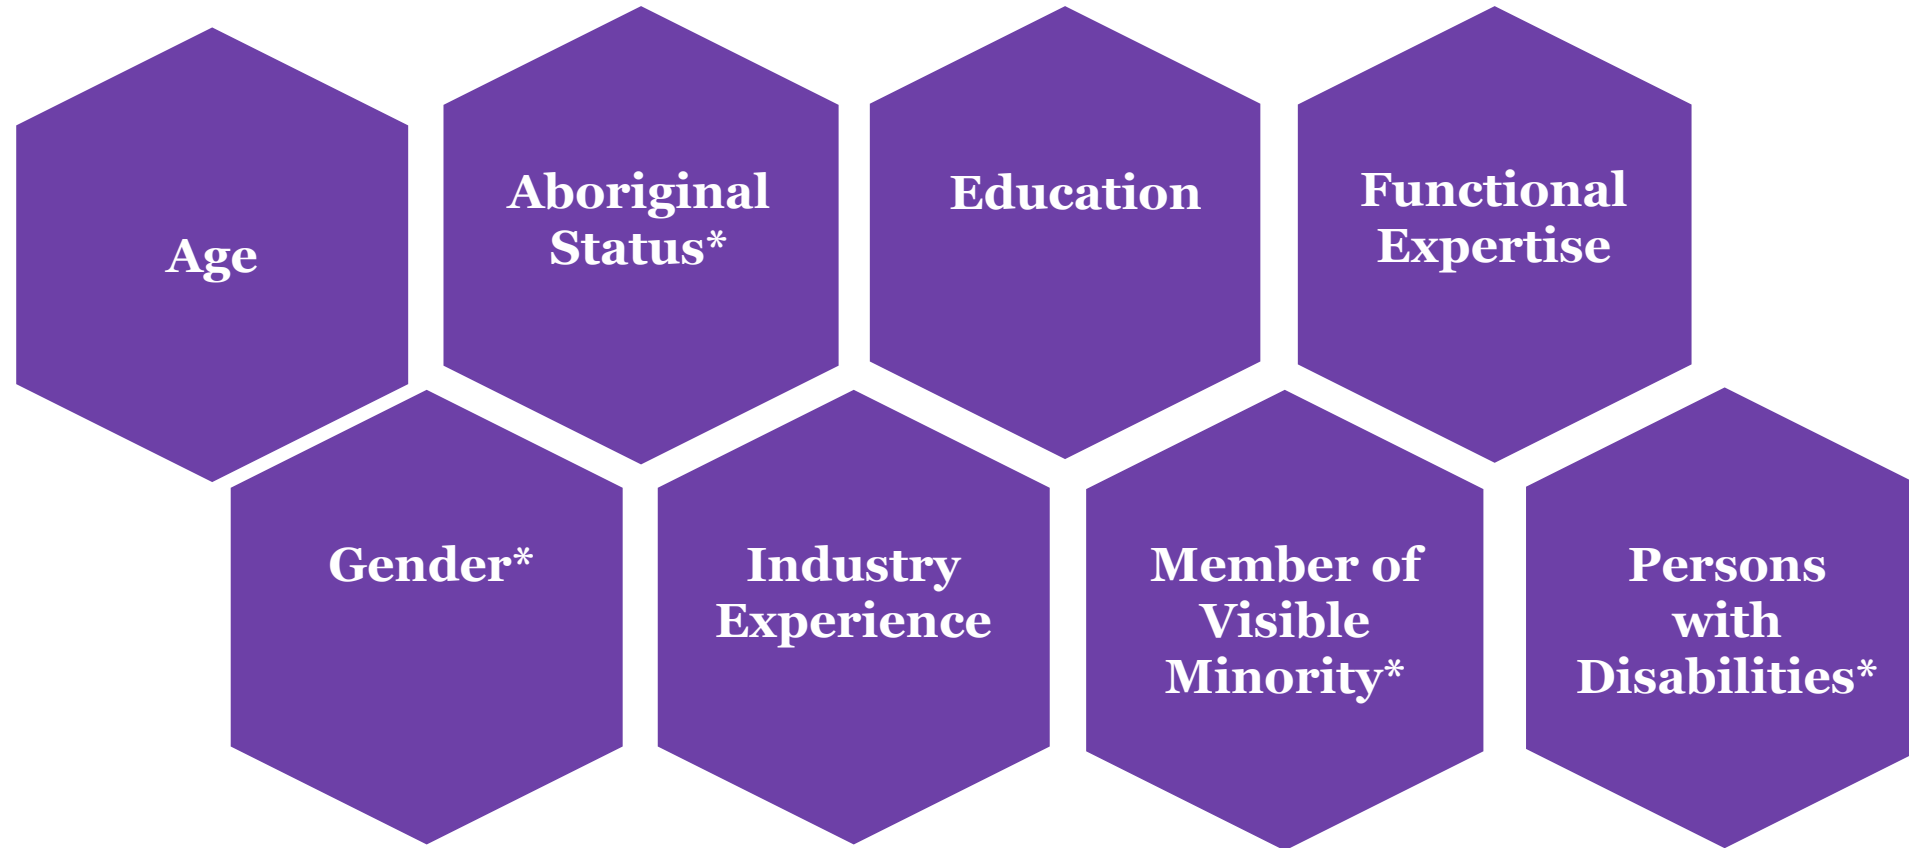 Age
Aboriginal
Status*
Education
Functional
Expertise
Gender*
Industry
Experience
Member of
Visible
Minority*
Persons
with
Disabilities*